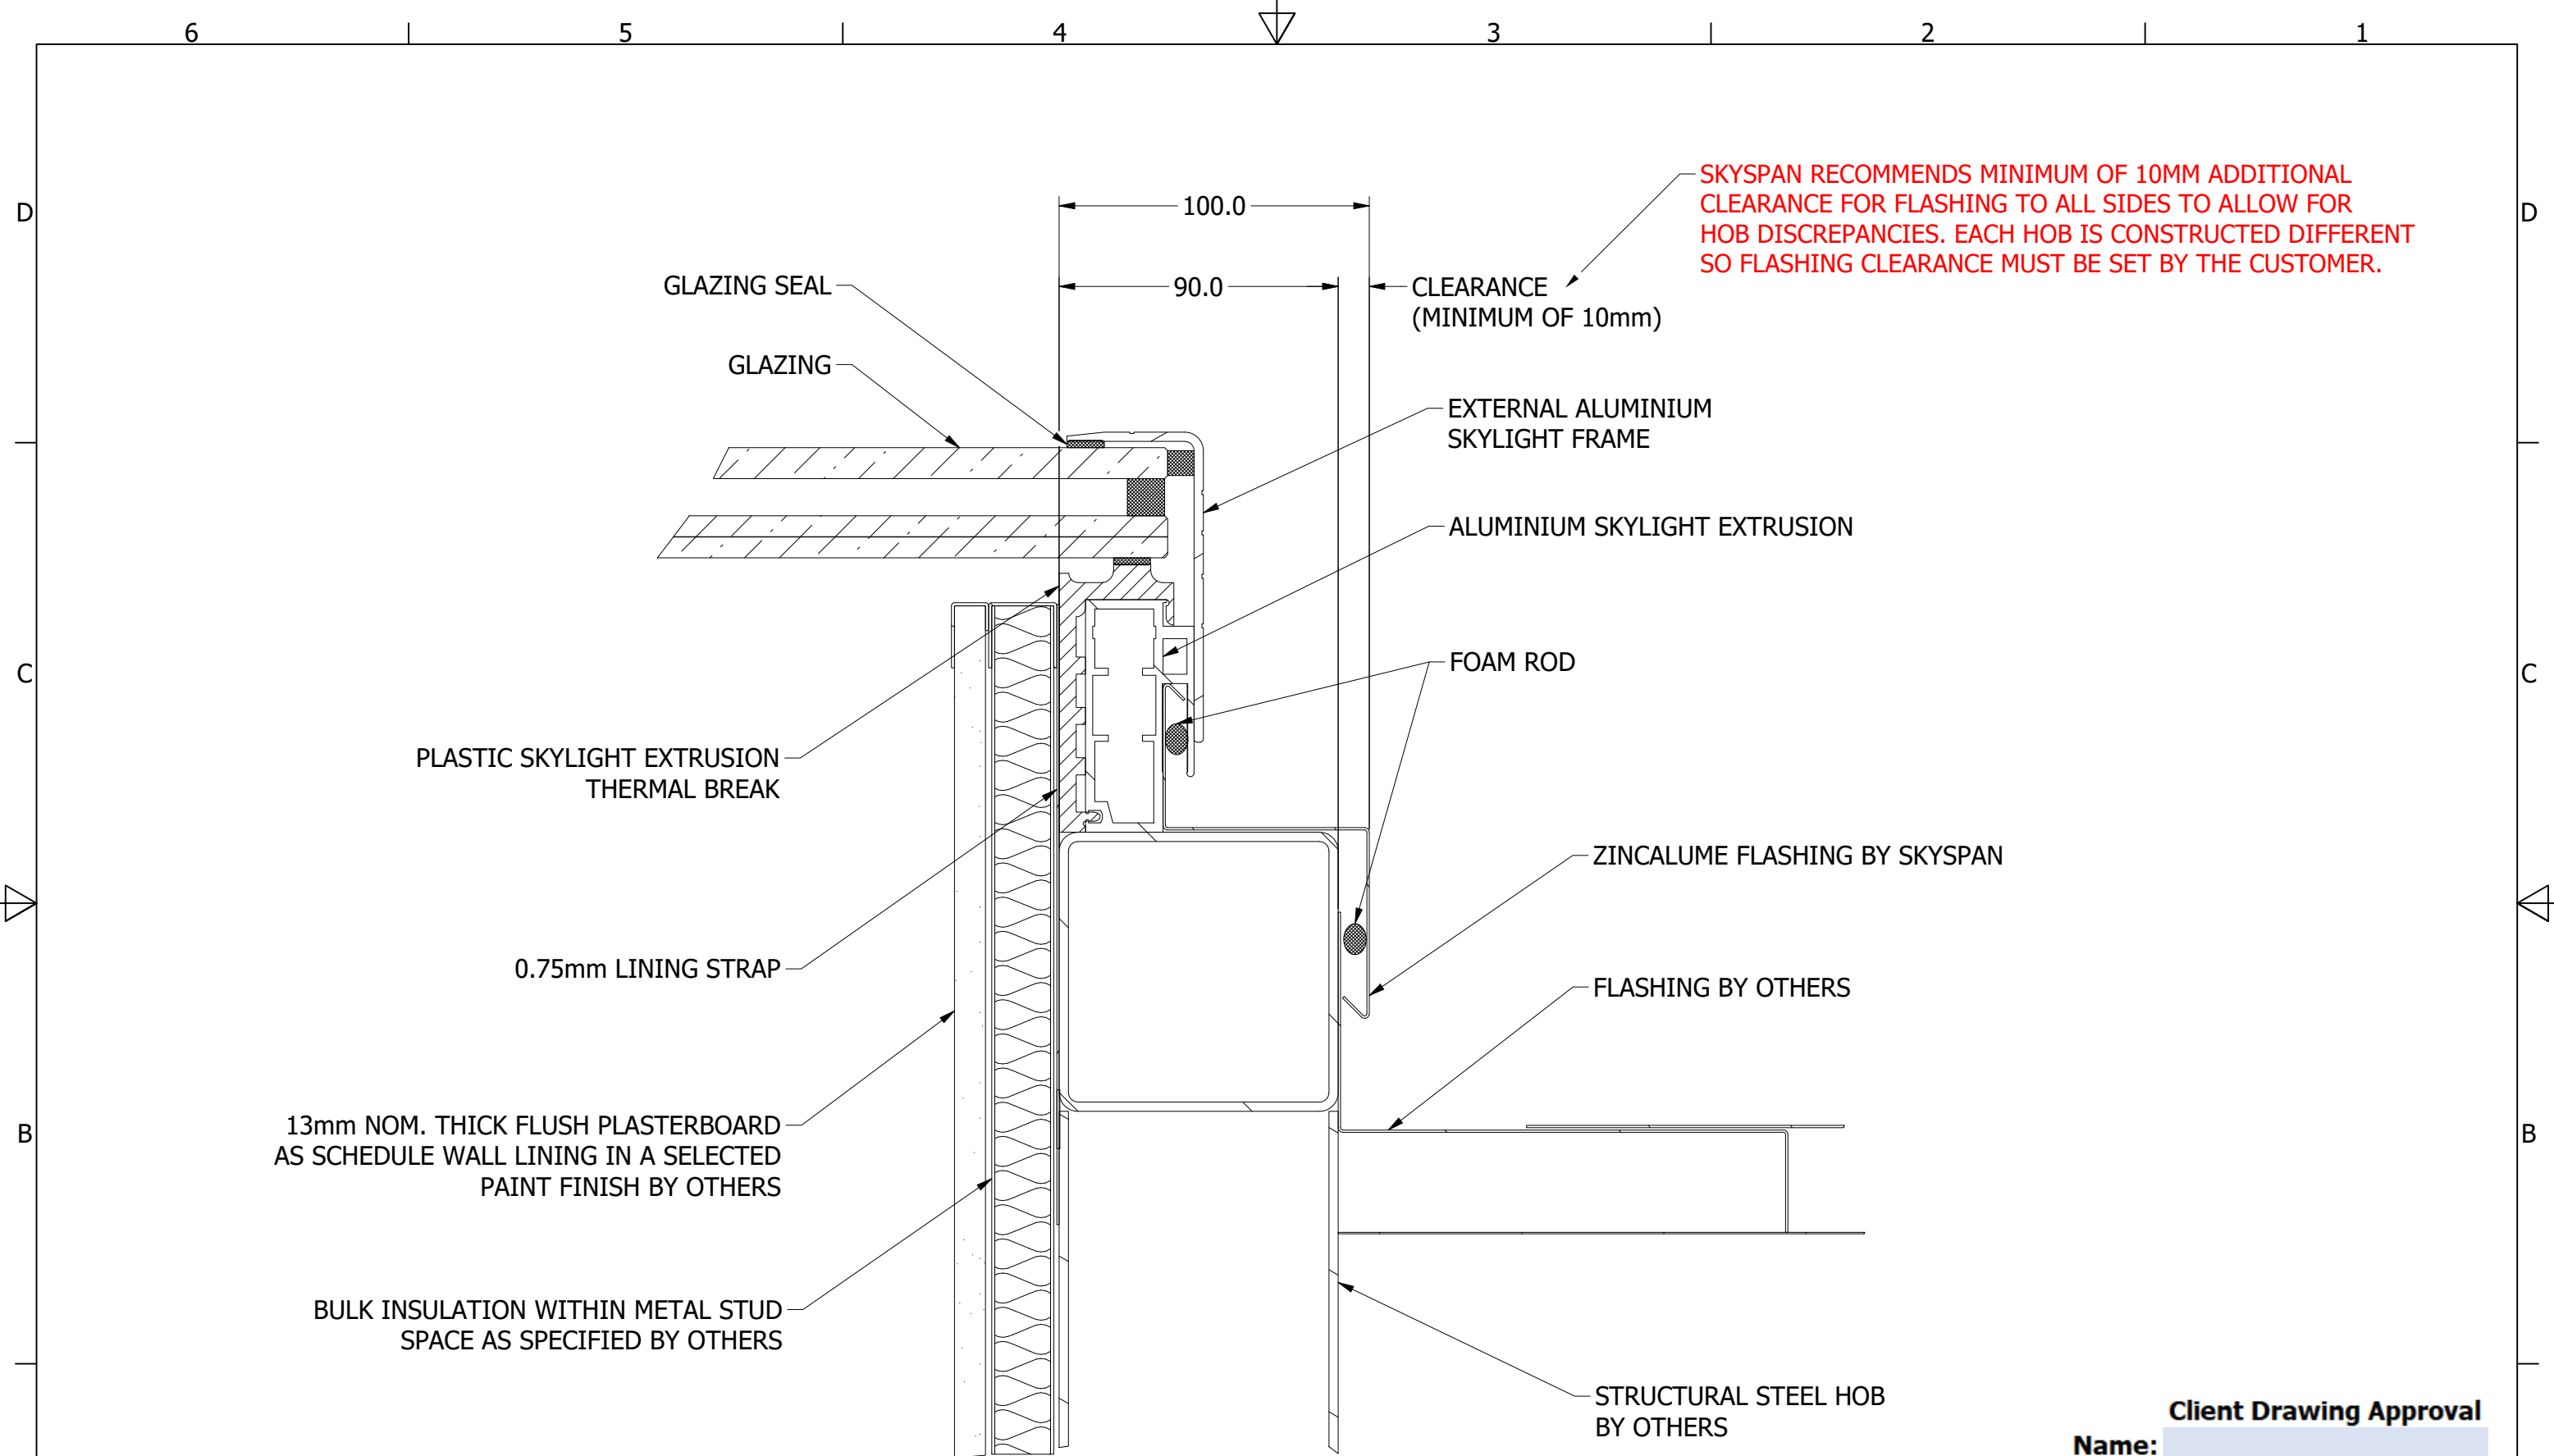 6 5 4 3 2 1
D
D
SKYSPAN RECOMMENDS MINIMUM OF 10MM ADDITIONAL
CLEARANCE FOR FLASHING TO ALL SIDES TO ALLOW FOR
HOB DISCREPANCIES. EACH HOB IS CONSTRUCTED DIFFERENT
SO FLASHING CLEARANCE MUST BE SET BY THE CUSTOMER.
100.0
90.0
CLEARANCE
(MINIMUM OF 10mm)
GLAZING SEAL
GLAZING
EXTERNAL ALUMINIUM
SKYLIGHT FRAME
ALUMINIUM SKYLIGHT EXTRUSION
FOAM ROD
C
C
PLASTIC SKYLIGHT EXTRUSION
THERMAL BREAK
ZINCALUME FLASHING BY SKYSPAN
0.75mm LINING STRAP
FLASHING BY OTHERS
13mm NOM. THICK FLUSH PLASTERBOARD
AS SCHEDULE WALL LINING IN A SELECTED
PAINT FINISH BY OTHERS
B
B
BULK INSULATION WITHIN METAL STUD
SPACE AS SPECIFIED BY OTHERS
STRUCTURAL STEEL HOB
BY OTHERS
Client Drawing Approval
Name: